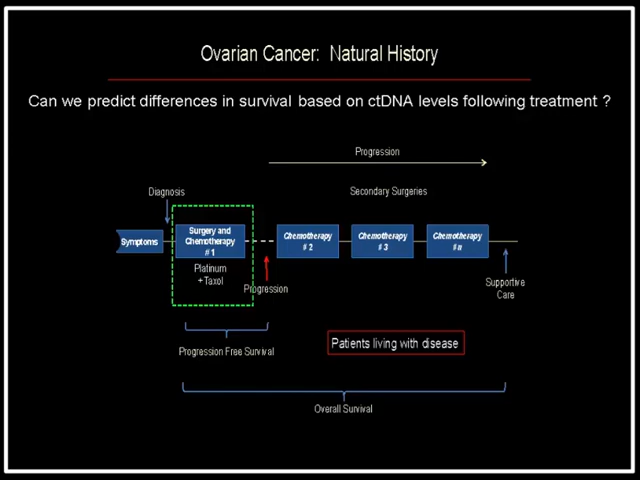 Ovarian Cancer: Natural History
Can we predict differences in survival based on ctDNA levels following treatment ?
Progression
Diagnosis
Secondary Surgeries
Symptoms
Surgery and
Chemotherapy
# 1
Chemotherapy
# 2
Chemotherapy
# 3
Chemotherapy
# n
Platinum
+Taxol
Progression
Supportive
Care
Progression Free Survival
Patients living with disease
Overall Survival